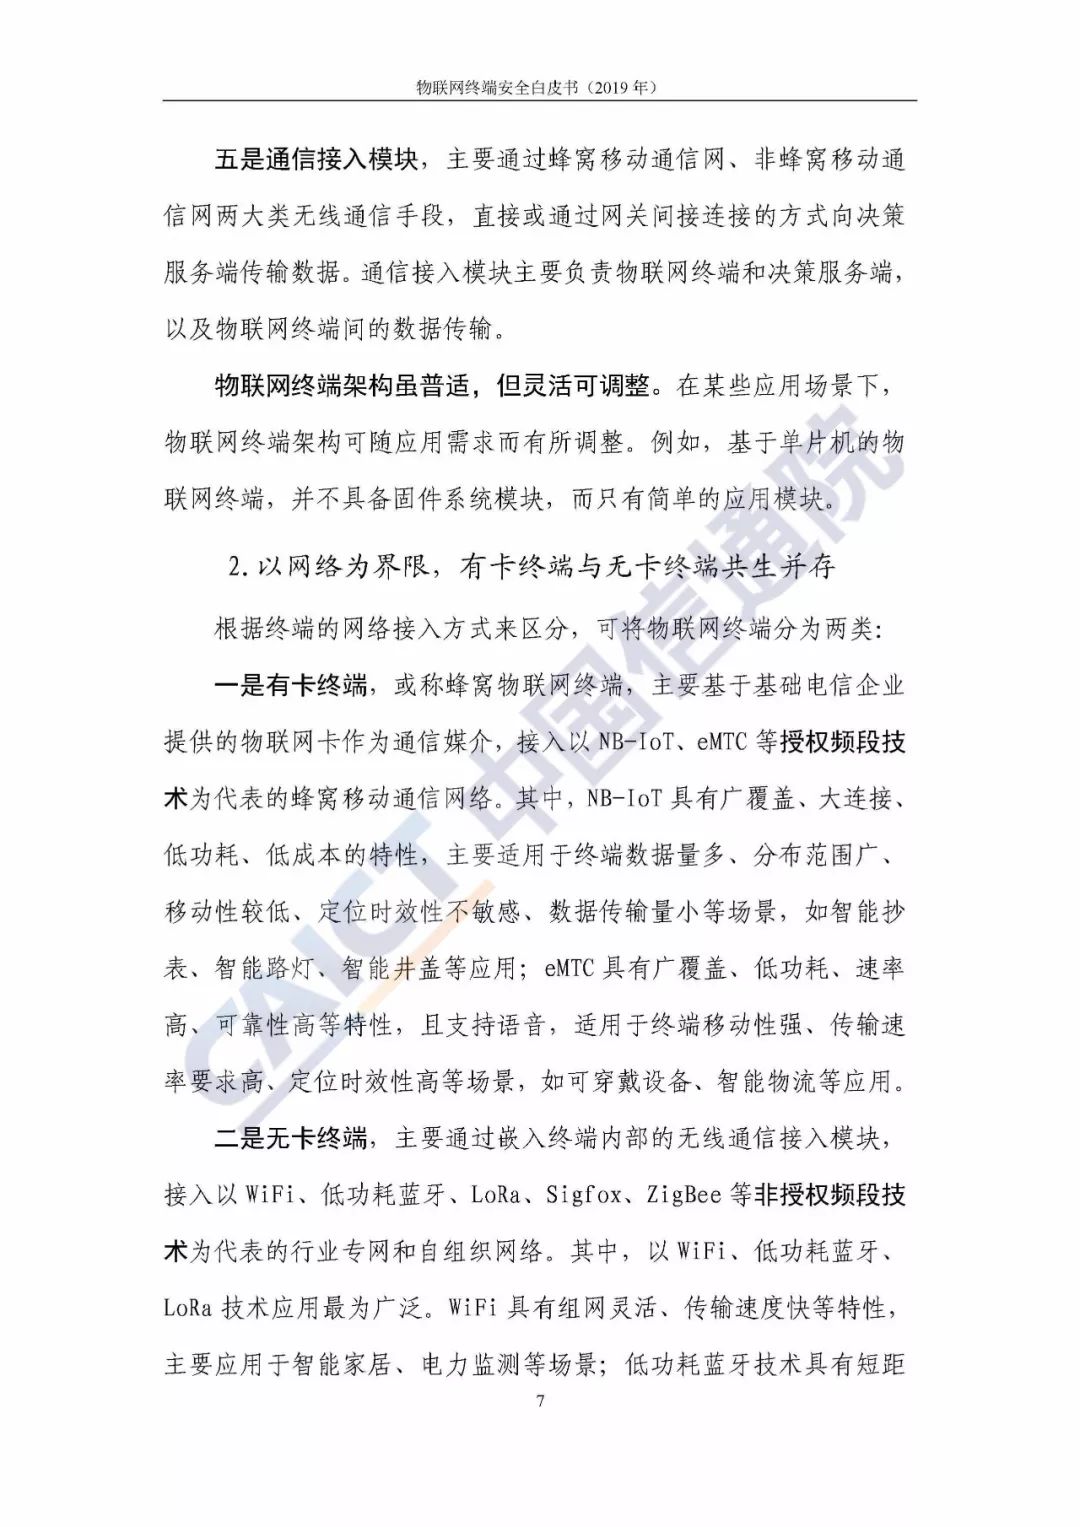 物联网终端安全白皮书（2019 年）
五是通信接入模块，主要通过蜂窝移动通信网、非蜂窝移动通
信网两大类无线通信手段，直接或通过网关间接连接的方式向决策
服务端传输数据。通信接入模块主要负责物联网终端和决策服务端，
以及物联网终端间的数据传输。
物联网终端架构虽普适，但灵活可调整。在某些应用场景下，
物联网终端架构可随应用需求而有所调整。例如，基于单片机的物
联网终端，并不具备固件系统模块，而只有简单的应用模块。
2.以网络为界限，有卡终端与无卡终端共生并存
根据终端的网络接入方式来区分，可将物联网终端分为两类：
一是有卡终端，或称蜂窝物联网终端，主要基于基础电信企业
提供的物联网卡作为通信媒介，接入以 NB-IoT、eMTC 等授权频段技
术为代表的蜂窝移动通信网络。其中，NB-IoT 具有广覆盖、大连接、
低功耗、低成本的特性，主要适用于终端数据量多、分布范围广、
移动性较低、定位时效性不敏感、数据传输量小等场景，如智能抄
表、智能路灯、智能井盖等应用；eMTC 具有广覆盖、低功耗、速率
高、可靠性高等特性，且支持语音，适用于终端移动性强、传输速
率要求高、定位时效性高等场景，如可穿戴设备、智能物流等应用。
二是无卡终端，主要通过嵌入终端内部的无线通信接入模块，
接入以 WiFi、低功耗蓝牙、LoRa、Sigfox、ZigBee 等非授权频段技
术为代表的行业专网和自组织网络。其中，以 WiFi、低功耗蓝牙、
LoRa 技术应用最为广泛。WiFi 具有组网灵活、传输速度快等特性，
主要应用于智能家居、电力监测等场景；低功耗蓝牙技术具有短距
7
CAICT 中国信通院